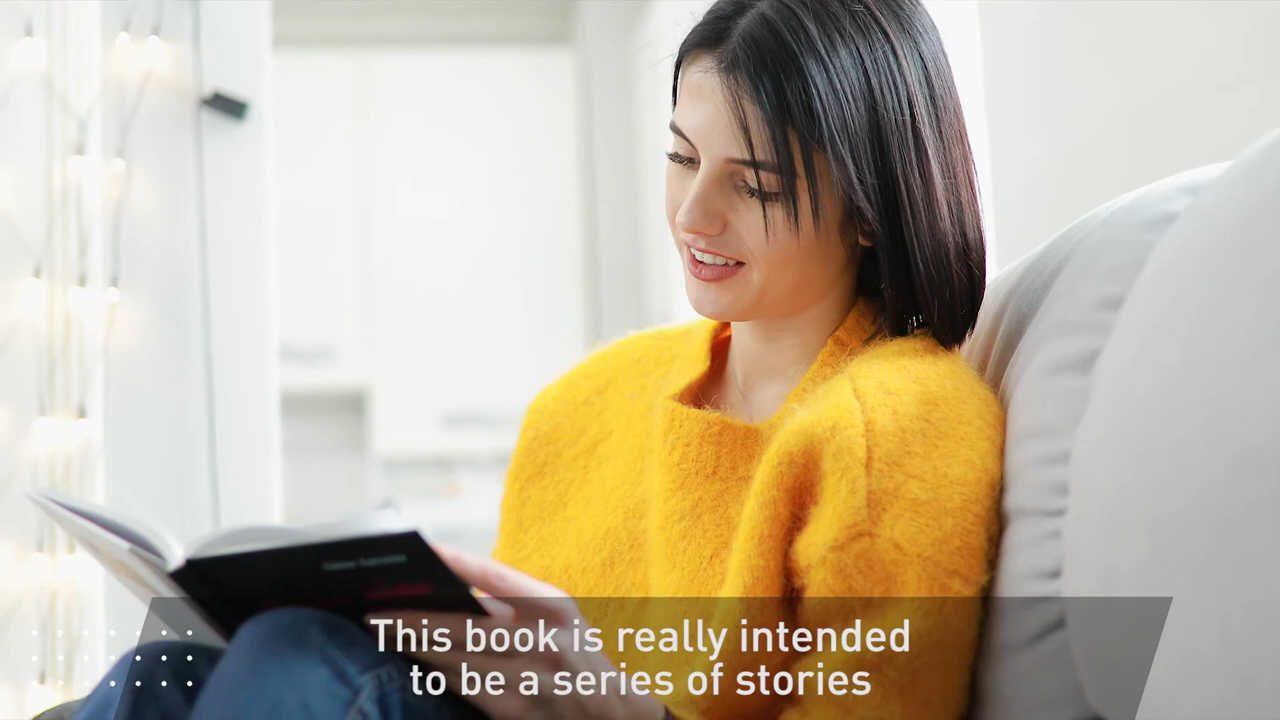 This book is really intended
to be a series of stories